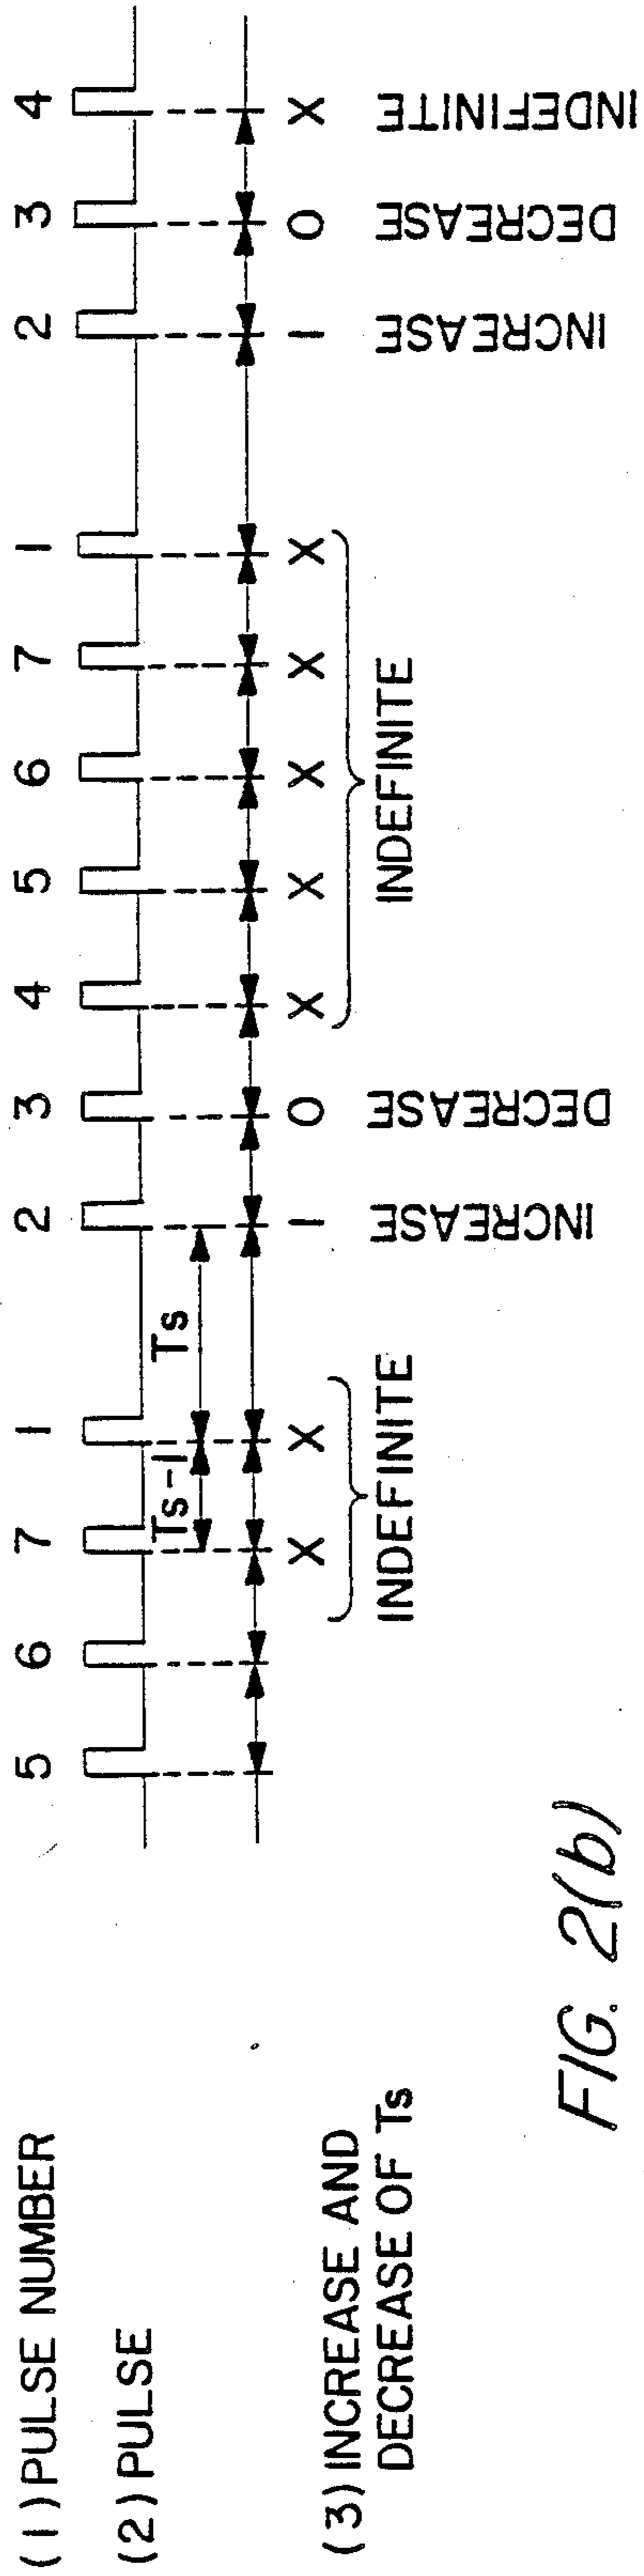 (1) PULSE NUMBER 5 6 7 1 2 3 4 5 6 7 1 2 3 4
(2) PULSE
Ts-1 Ts
(3) INCREASE AND DECREASE OF Ts
X X 1 0 X X X X X 1 0 X
INDEFINITE INCREASE DECREASE INDEFINITE INCREASE DECREASE INDEFINITE
FIG. 2(b)